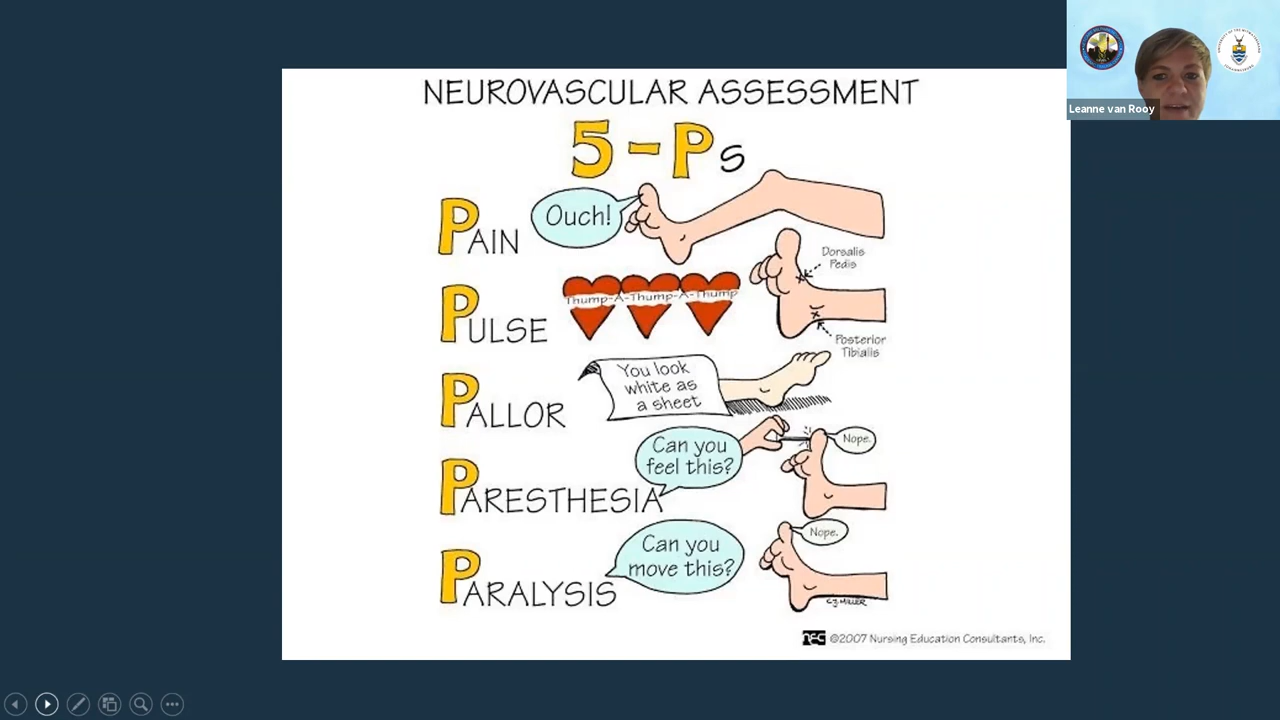 Leanne van Rooy
NEUROVASCULAR ASSESSMENT
5-Ps
PAIN
Ouch!
Dorsalis
Pedis
PULSE
Thump-A-Thump-A-Thump
Posterior
Tibialis
PALLOR
You look
white as
a sheet
PARESTHESIA
Can you
feel this?
Nope.
PARALYSIS
Can you
move this?
Nope.
C.J. MILLER
NEC ©2007 Nursing Education Consultants, Inc.